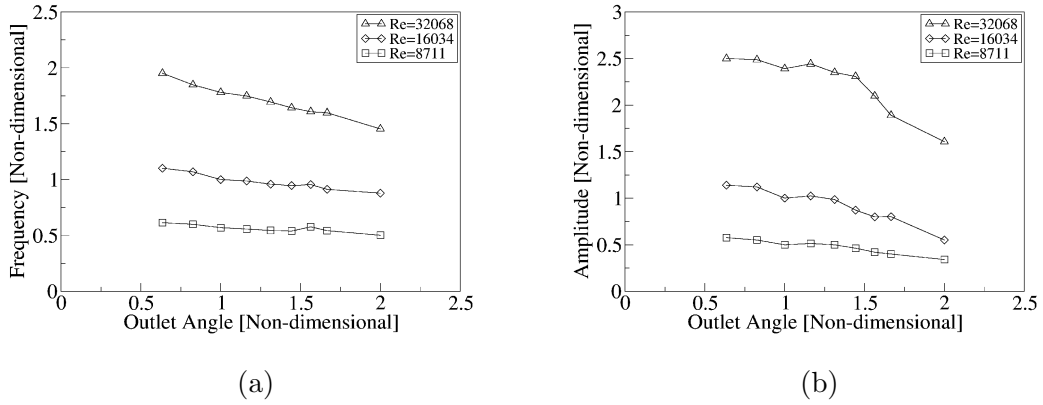 2.5
2
1.5
1
0.5
0
0
0.5
1
1.5
2
2.5
Frequency [Non-dimensional]
Outlet Angle [Non-dimensional]
Re=32068
Re=16034
Re=8711
(a)
3
2.5
2
1.5
1
0.5
0
0
0.5
1
1.5
2
2.5
Amplitude [Non-dimensional]
Outlet Angle [Non-dimensional]
Re=32068
Re=16034
Re=8711
(b)